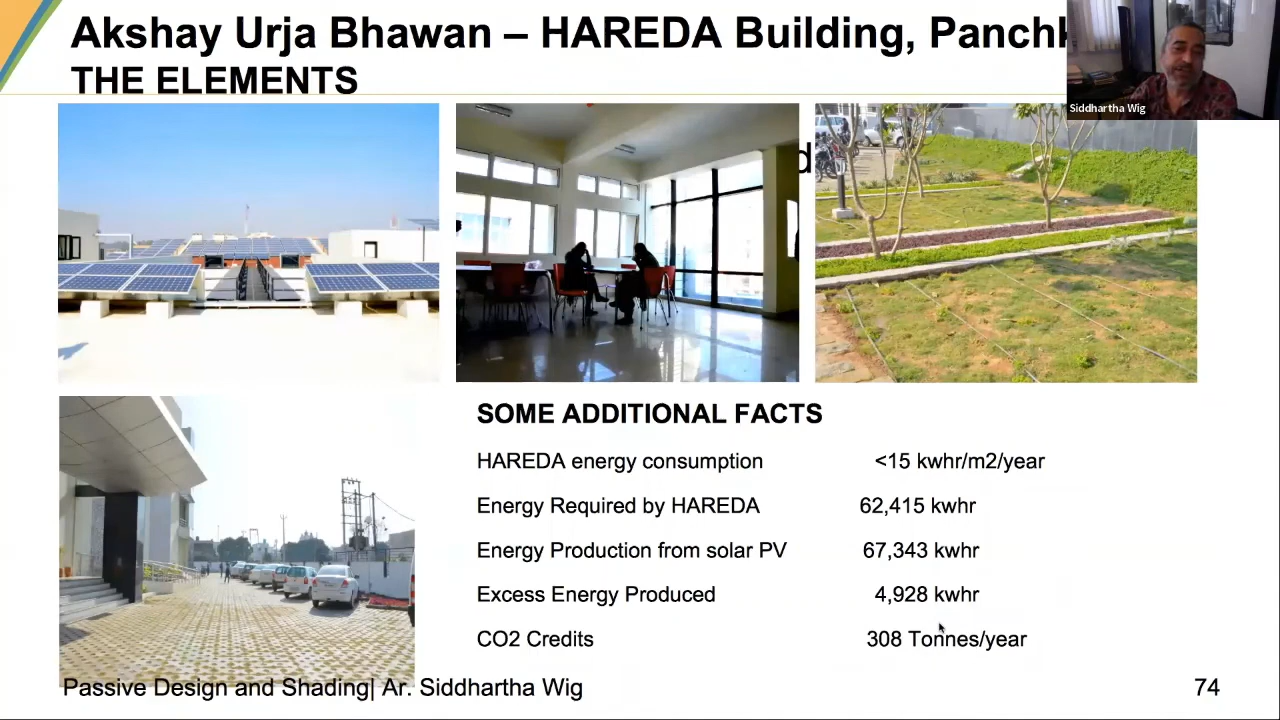 Akshay Urja Bhawan – HAREDA Building,
THE ELEMENTS
Siddhartha Wig
SOME ADDITIONAL FACTS
HAREDA energy consumption <15 kwhr/m2/year
Energy Required by HAREDA 62,415 kwhr
Energy Production from solar PV 67,343 kwhr
Excess Energy Produced 4,928 kwhr
CO2 Credits 308 Tonnes/year
Passive Design and Shading| Ar. Siddhartha Wig 74